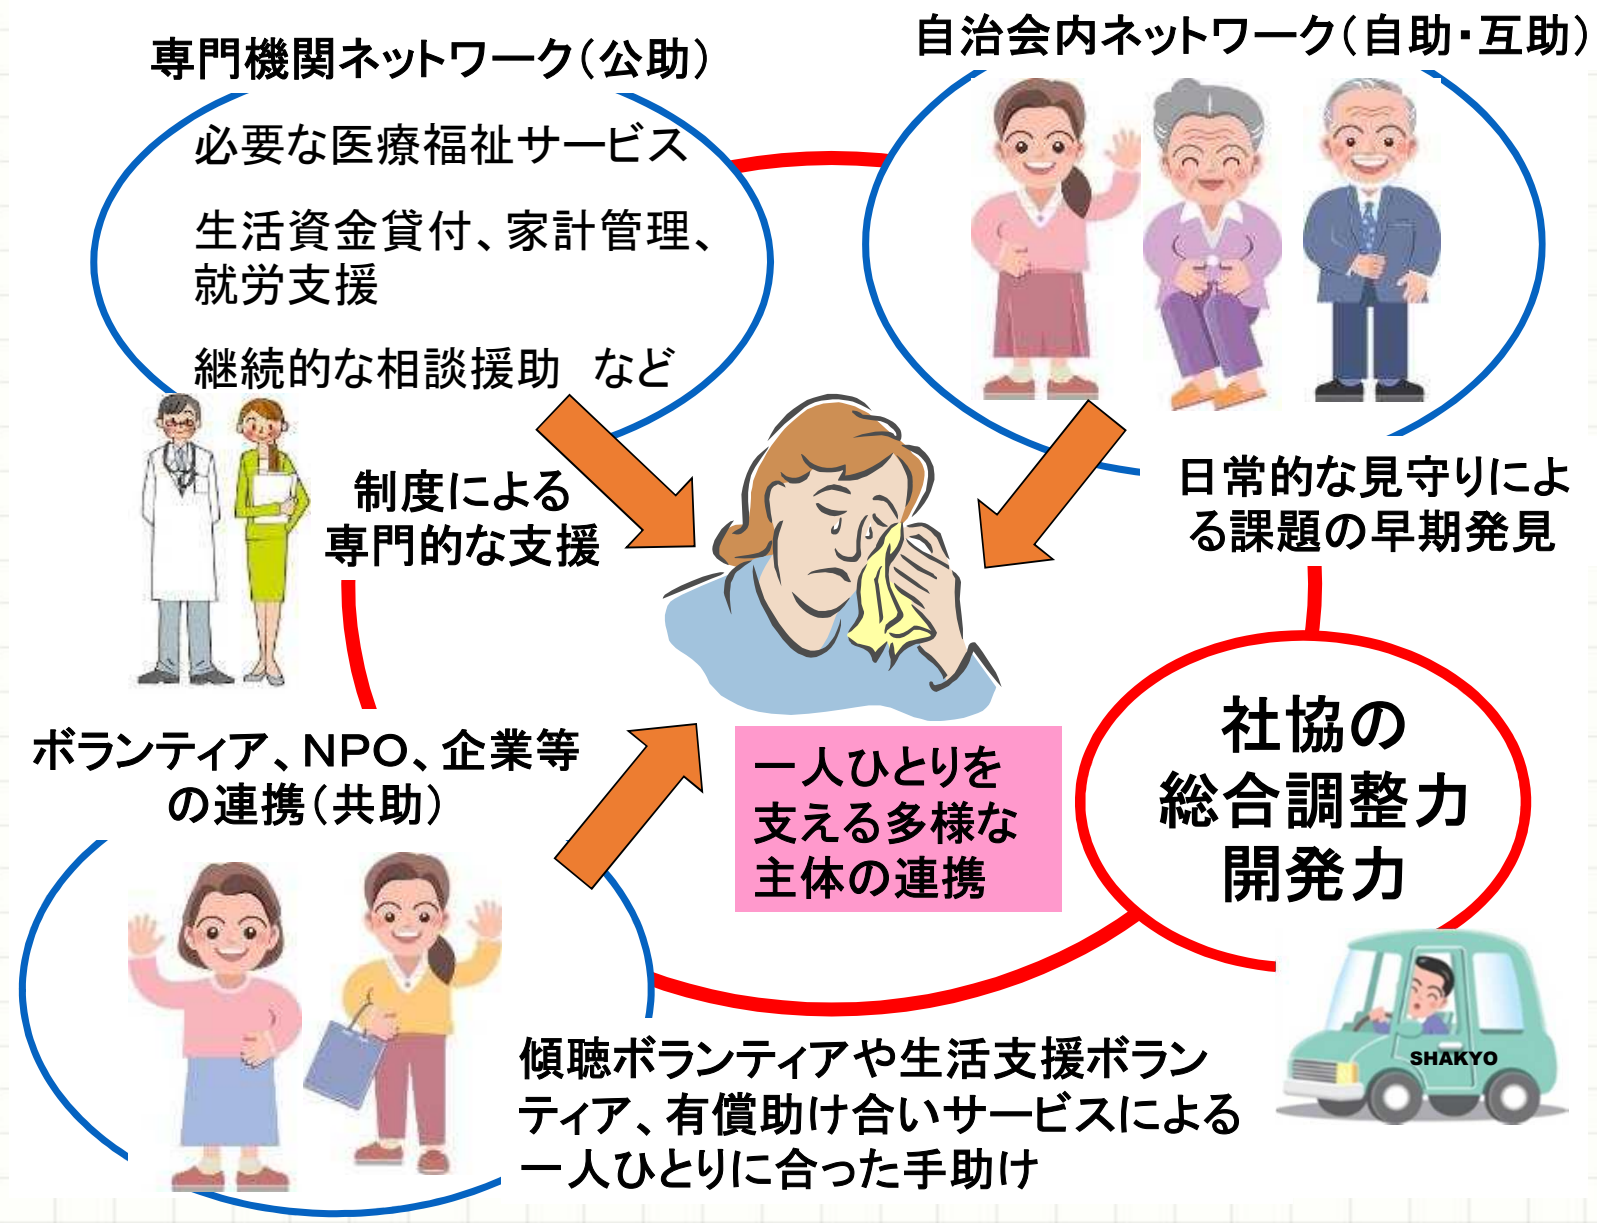 専門機関ネットワーク（公助）
必要な医療福祉サービス
生活資金貸付、家計管理、
就労支援
継続的な相談援助　など
制度による
専門的な支援
自治会内ネットワーク（自助・互助）
日常的な見守りによ
る課題の早期発見
ボランティア、NPO、企業等
の連携（共助）
傾聴ボランティアや生活支援ボラン
ティア、有償助け合いサービスによる
一人ひとりに合った手助け
一人ひとりを
支える多様な
主体の連携
社協の
総合調整力
開発力
SHAKYO